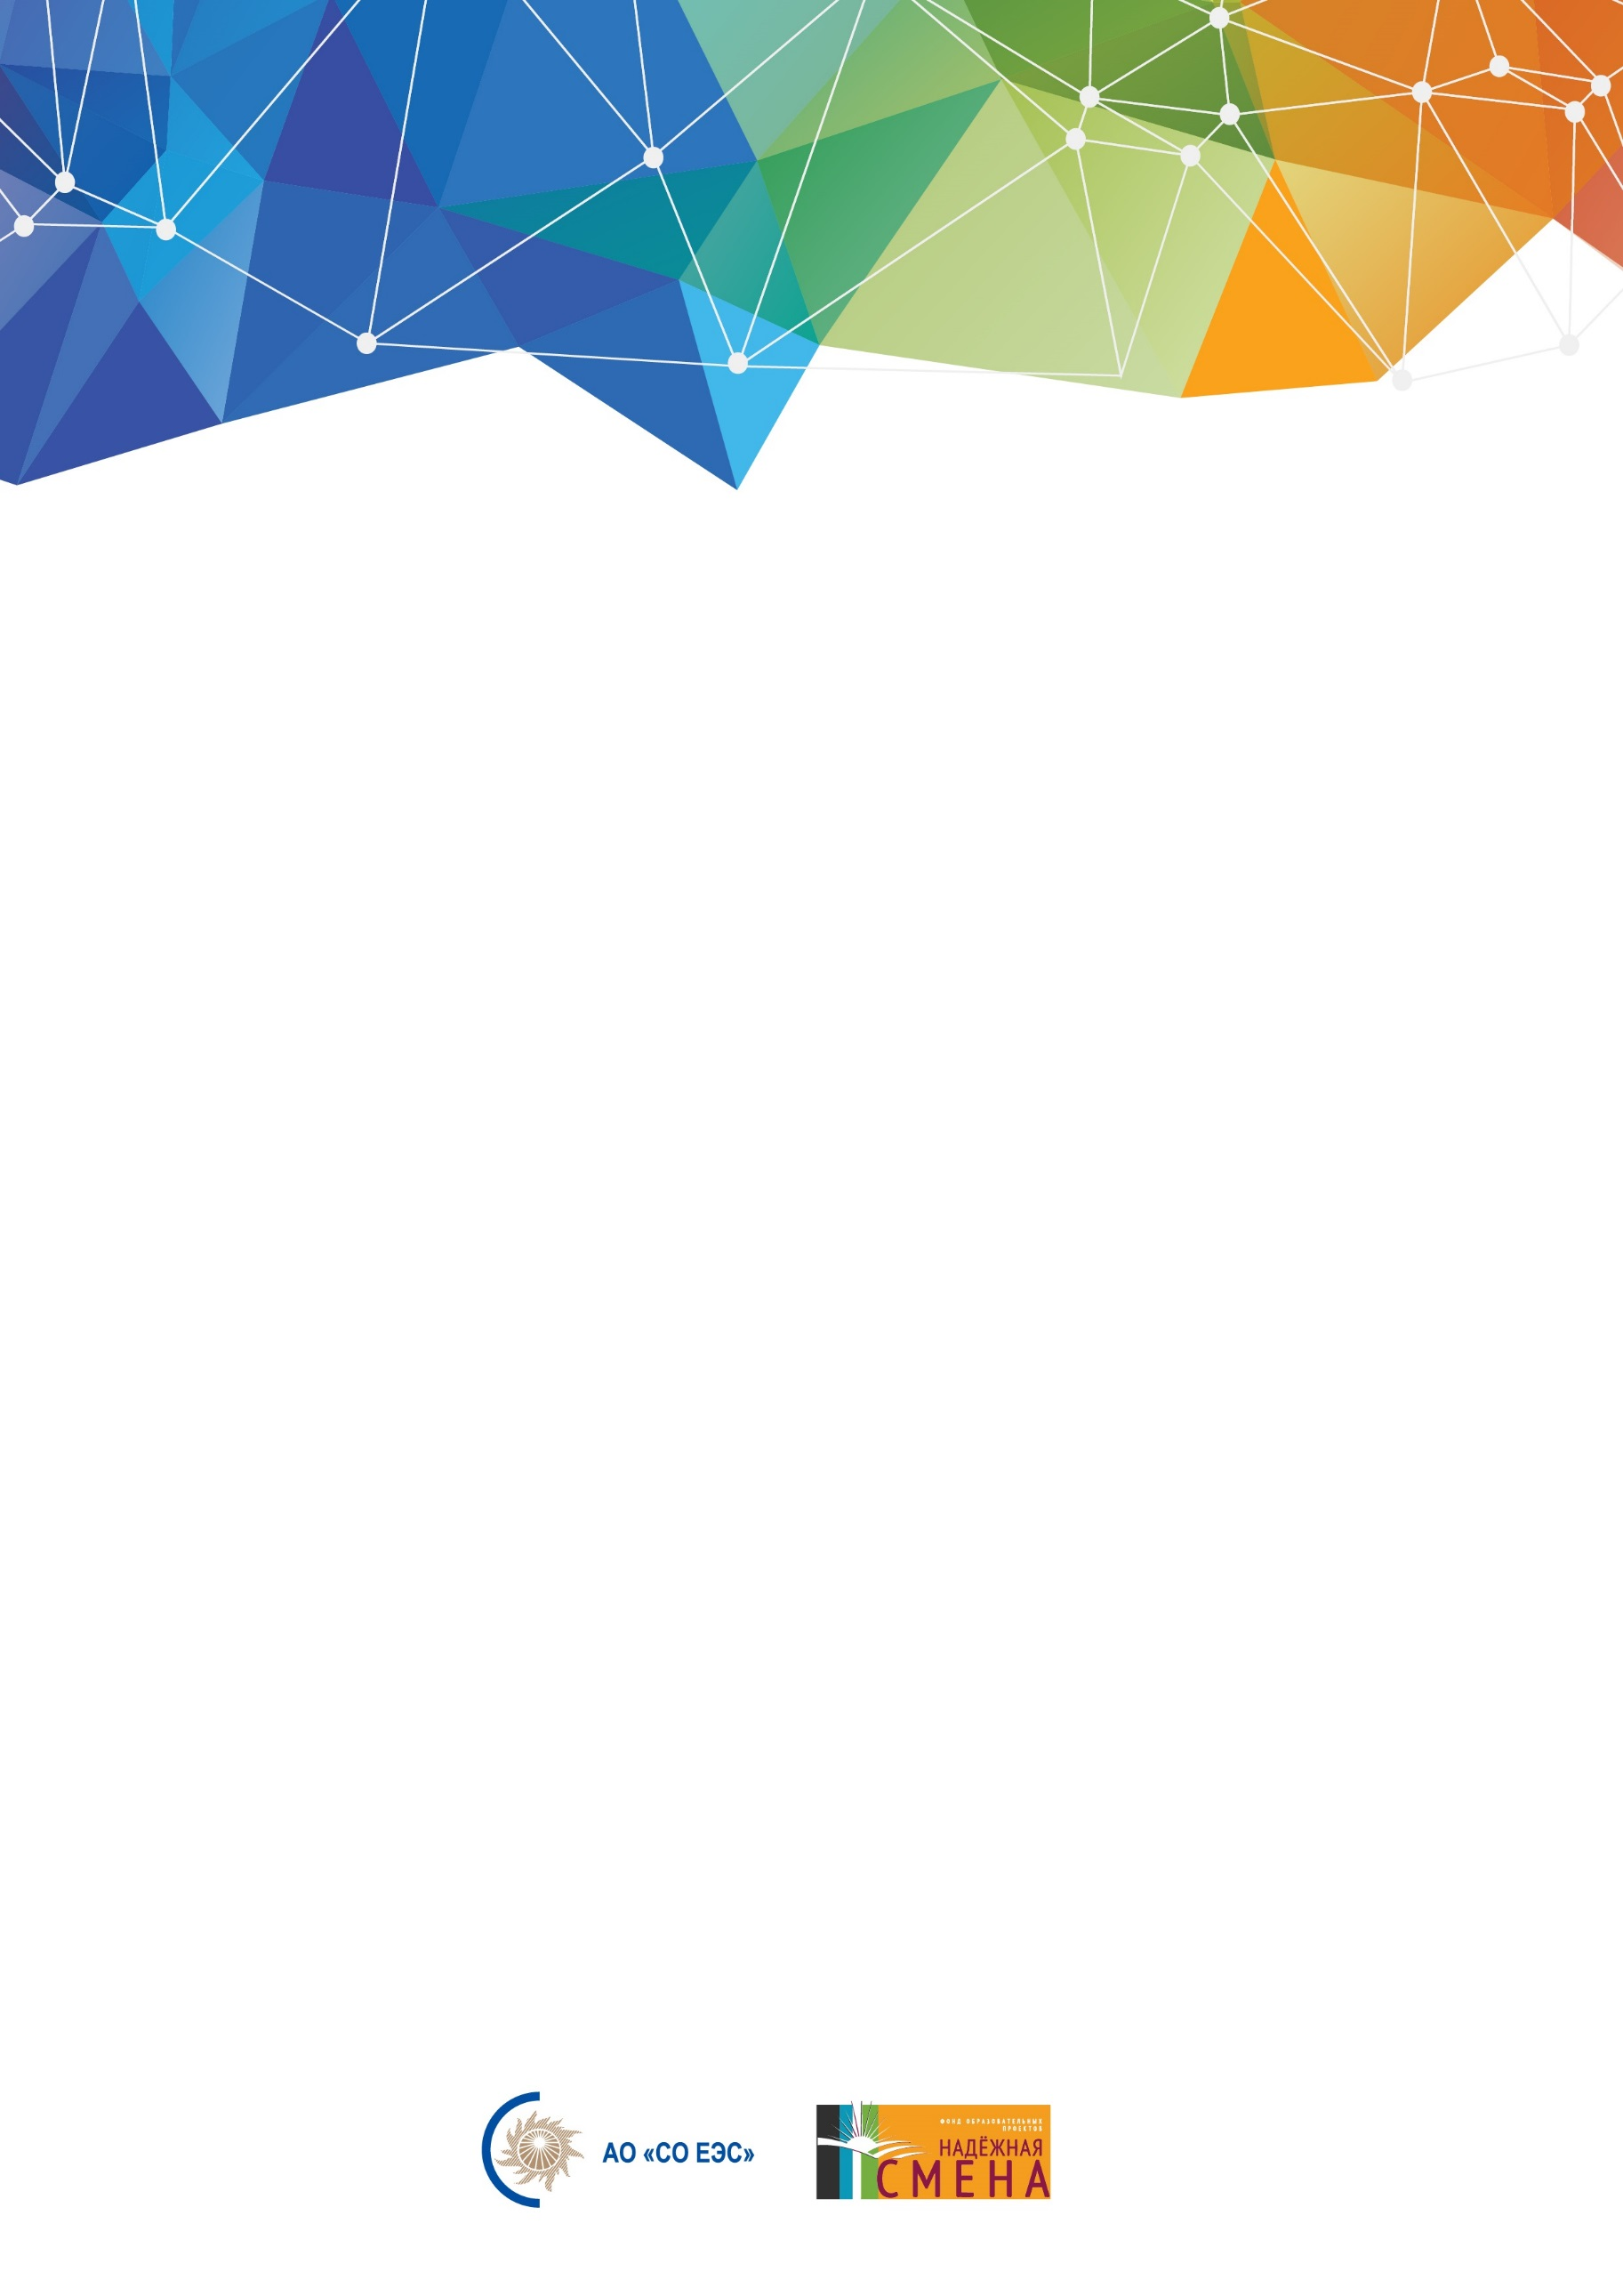 АО «СО ЕЭС»
ФОНД ОБРАЗОВАТЕЛЬНЫХ
ПРОЕКТОВ
НАДЁЖНАЯ
СМЕНА